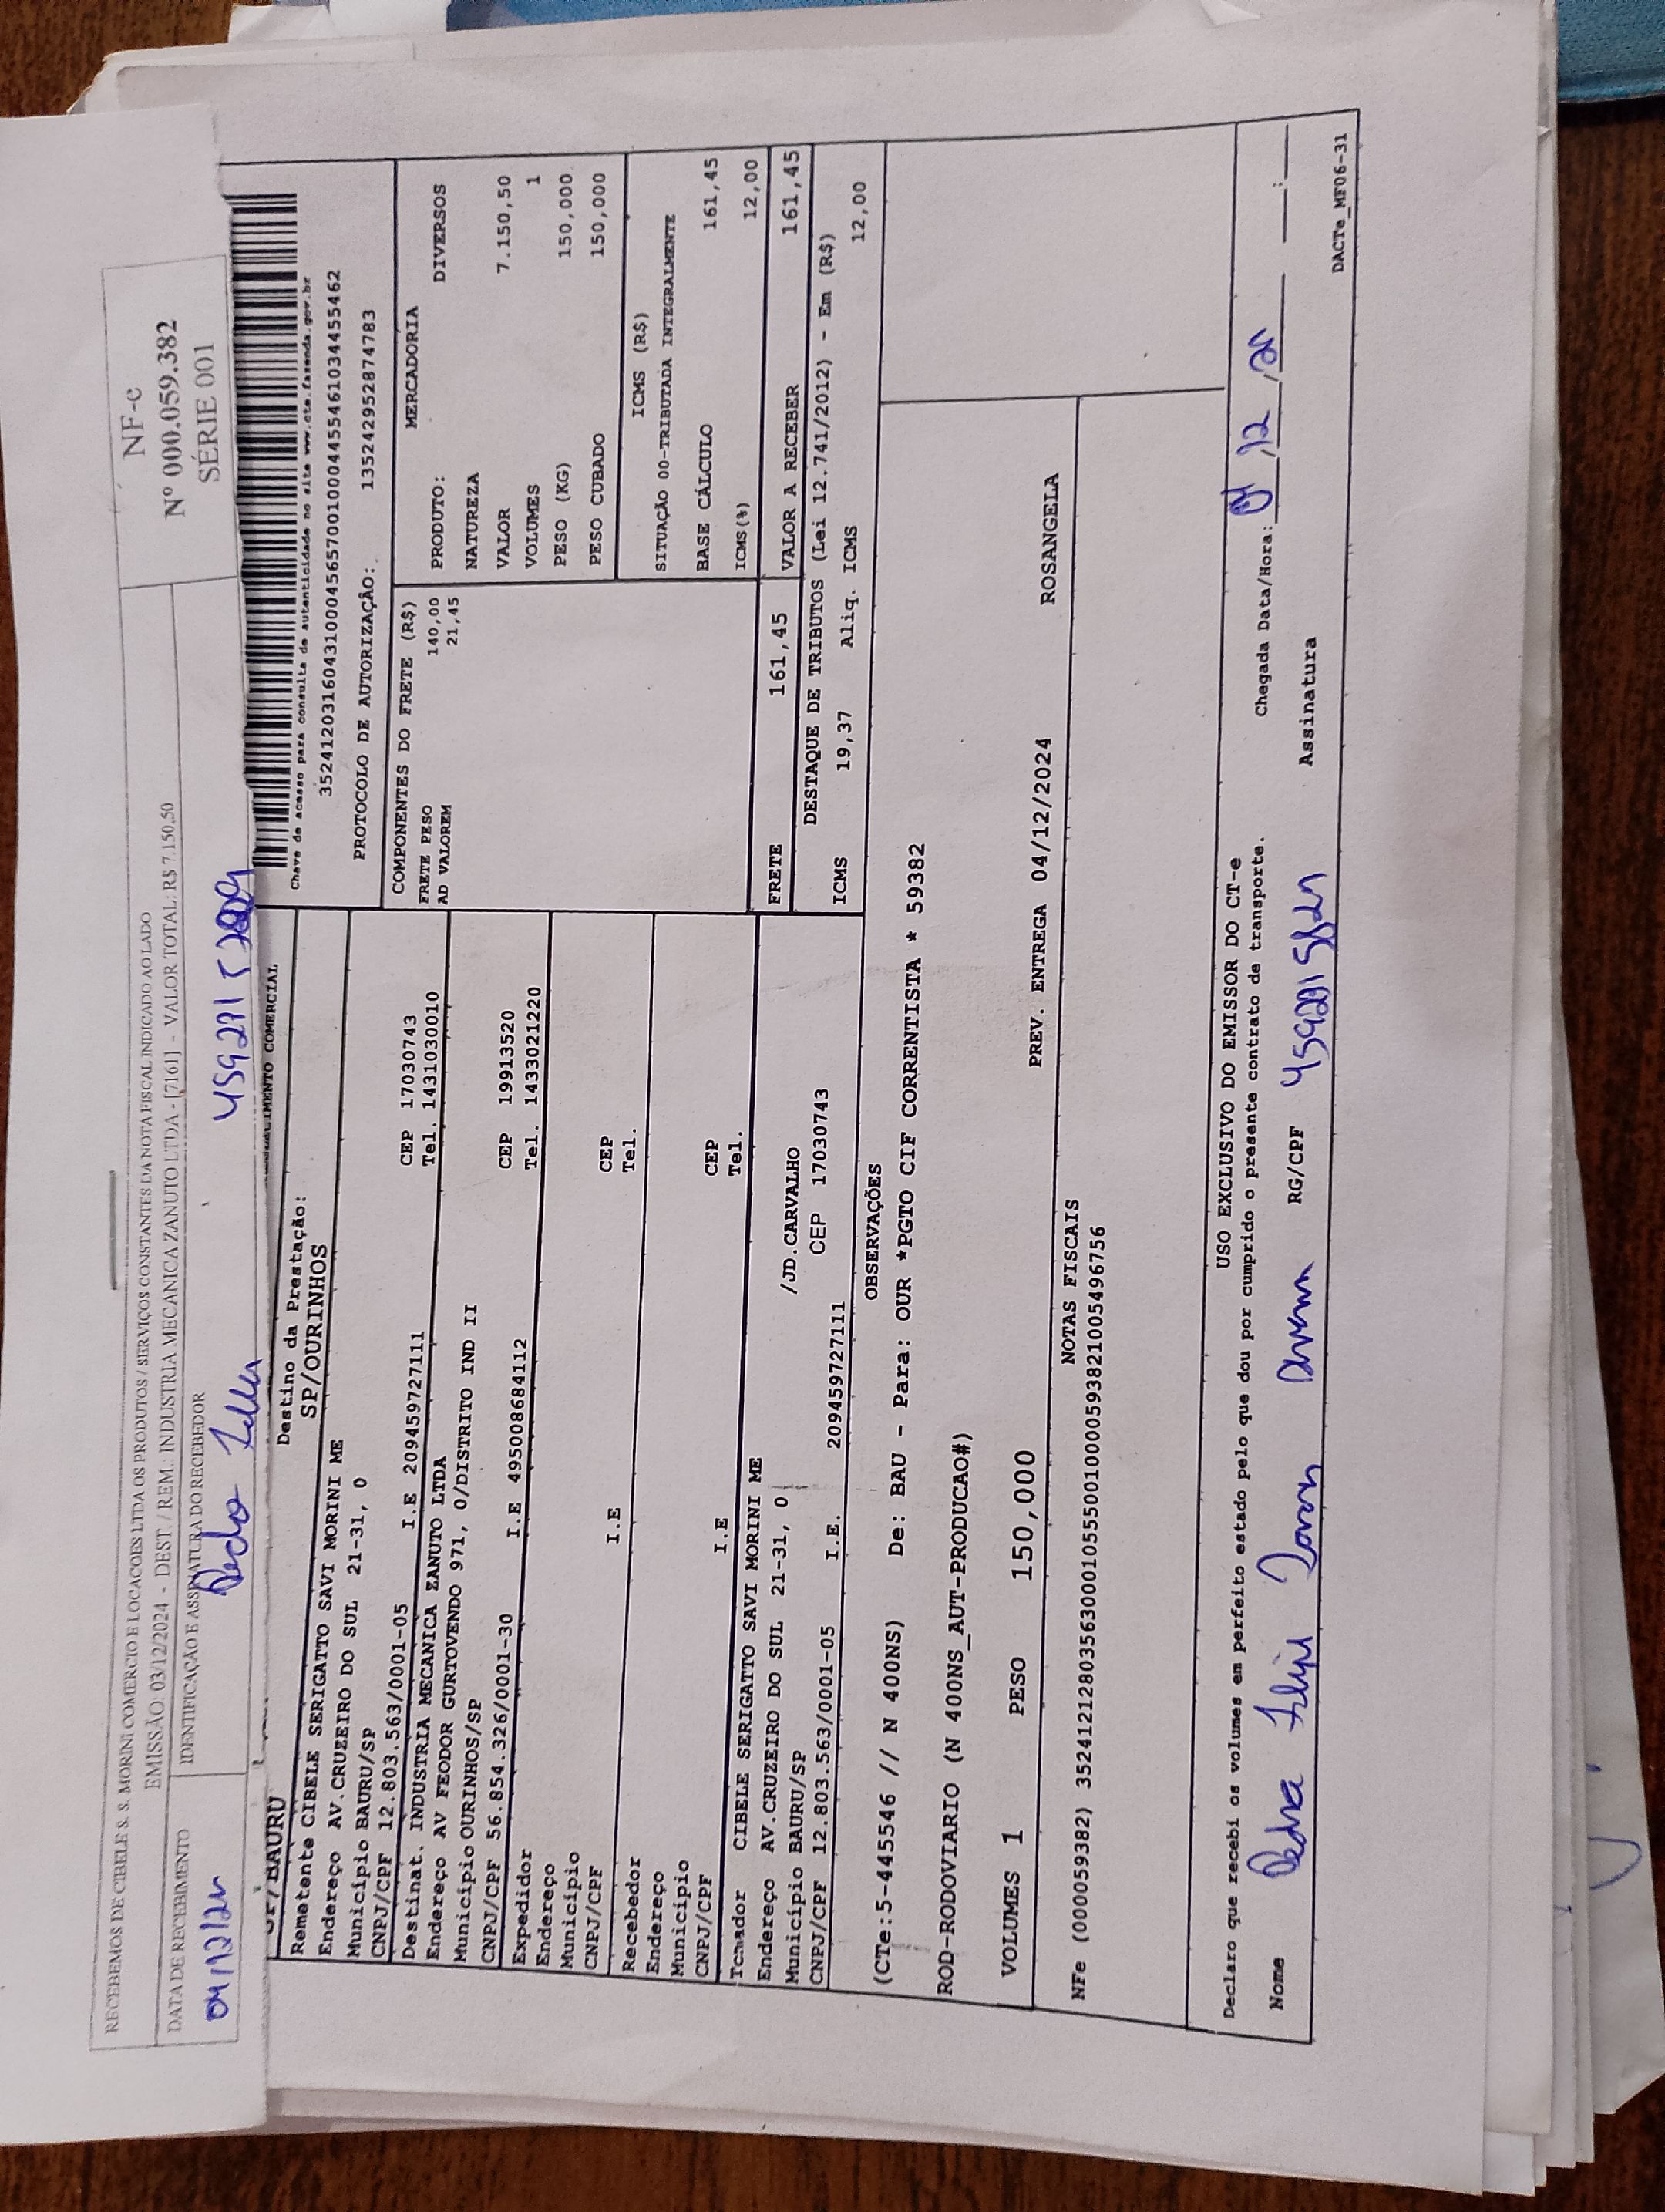 RECEBEMOS DE CIBELE S. S. MORINI COMERCIO E LOCACOES LTDA OS PRODUTOS / SERVIÇOS CONSTANTES DA NOTA FISCAL INDICADO AO LADO
EMISSÃO: 03/12/2024 - DEST. / REM.: INDUSTRIA MECANICA ZANUTO LTDA - [7161] - VALOR TOTAL: R$ 7.150,50
DATA DE RECEBIMENTO
IDENTIFICAÇÃO E ASSINATURA DO RECEBEDOR
04/12/24
NF-e
Nº 000.059.382
SÉRIE 001
SP/BAURU
Destino da Prestação:
SP/OURINHOS
Remetente CIBELE SERIGATTO SAVI MORINI ME
Endereço AV.CRUZEIRO DO SUL 21-31, 0
Município BAURU/SP CEP 17030743
CNPJ/CPF 12.803.563/0001-05 I.E 209459727111 Tel. 1431030010
Destinat. INDUSTRIA MECANICA ZANUTO LTDA
Endereço AV FEODOR GURTOVENDO 971, 0/DISTRITO IND II
Município OURINHOS/SP CEP 19913520
CNPJ/CPF 56.854.326/0001-30 I.E 495008684112 Tel. 1433021220
Expedidor
Endereço
Município CEP
CNPJ/CPF I.E Tel.
Recebedor
Endereço
Município CEP
CNPJ/CPF I.E Tel.
Tomador CIBELE SERIGATTO SAVI MORINI ME
Endereço AV.CRUZEIRO DO SUL 21-31, 0 /JD.CARVALHO
Município BAURU/SP CEP 17030743
CNPJ/CPF 12.803.563/0001-05 I.E. 209459727111
Chave de acesso para consulta de autenticidade no site www.cte.fazenda.gov.br
35241203160431000456570010004455461034455462
PROTOCOLO DE AUTORIZAÇÃO: 135242952874783
COMPONENTES DO FRETE (R$)
FRETE PESO 140,00
AD VALOREM 21,45
MERCADORIA
PRODUTO: DIVERSOS
NATUREZA
VALOR 7.150,50
VOLUMES 1
PESO (KG) 150,000
PESO CUBADO 150,000
ICMS (R$)
SITUAÇÃO 00-TRIBUTADA INTEGRALMENTE
BASE CÁLCULO 161,45
ICMS(%) 12,00
FRETE 161,45 VALOR A RECEBER 161,45
DESTAQUE DE TRIBUTOS (Lei 12.741/2012) - Em (R$)
ICMS 19,37 Aliq. ICMS 12,00
OBSERVAÇÕES
(CTe:5-445546 // N 400NS) De: BAU - Para: OUR *PGTO CIF CORRENTISTA * 59382
ROD-RODOVIARIO (N 400NS_AUT-PRODUCAO#)
VOLUMES 1 PESO 150,000 PREV. ENTREGA 04/12/2024 ROSANGELA
NOTAS FISCAIS
NFe (000059382) 35241212803563000105550010000593821005496756
USO EXCLUSIVO DO EMISSOR DO CT-e
Declaro que recebi os volumes em perfeito estado pelo que dou por cumprido o presente contrato de transporte.
Chegada Data/Hora:
Nome RG/CPF Assinatura
DACTe_MF06-31